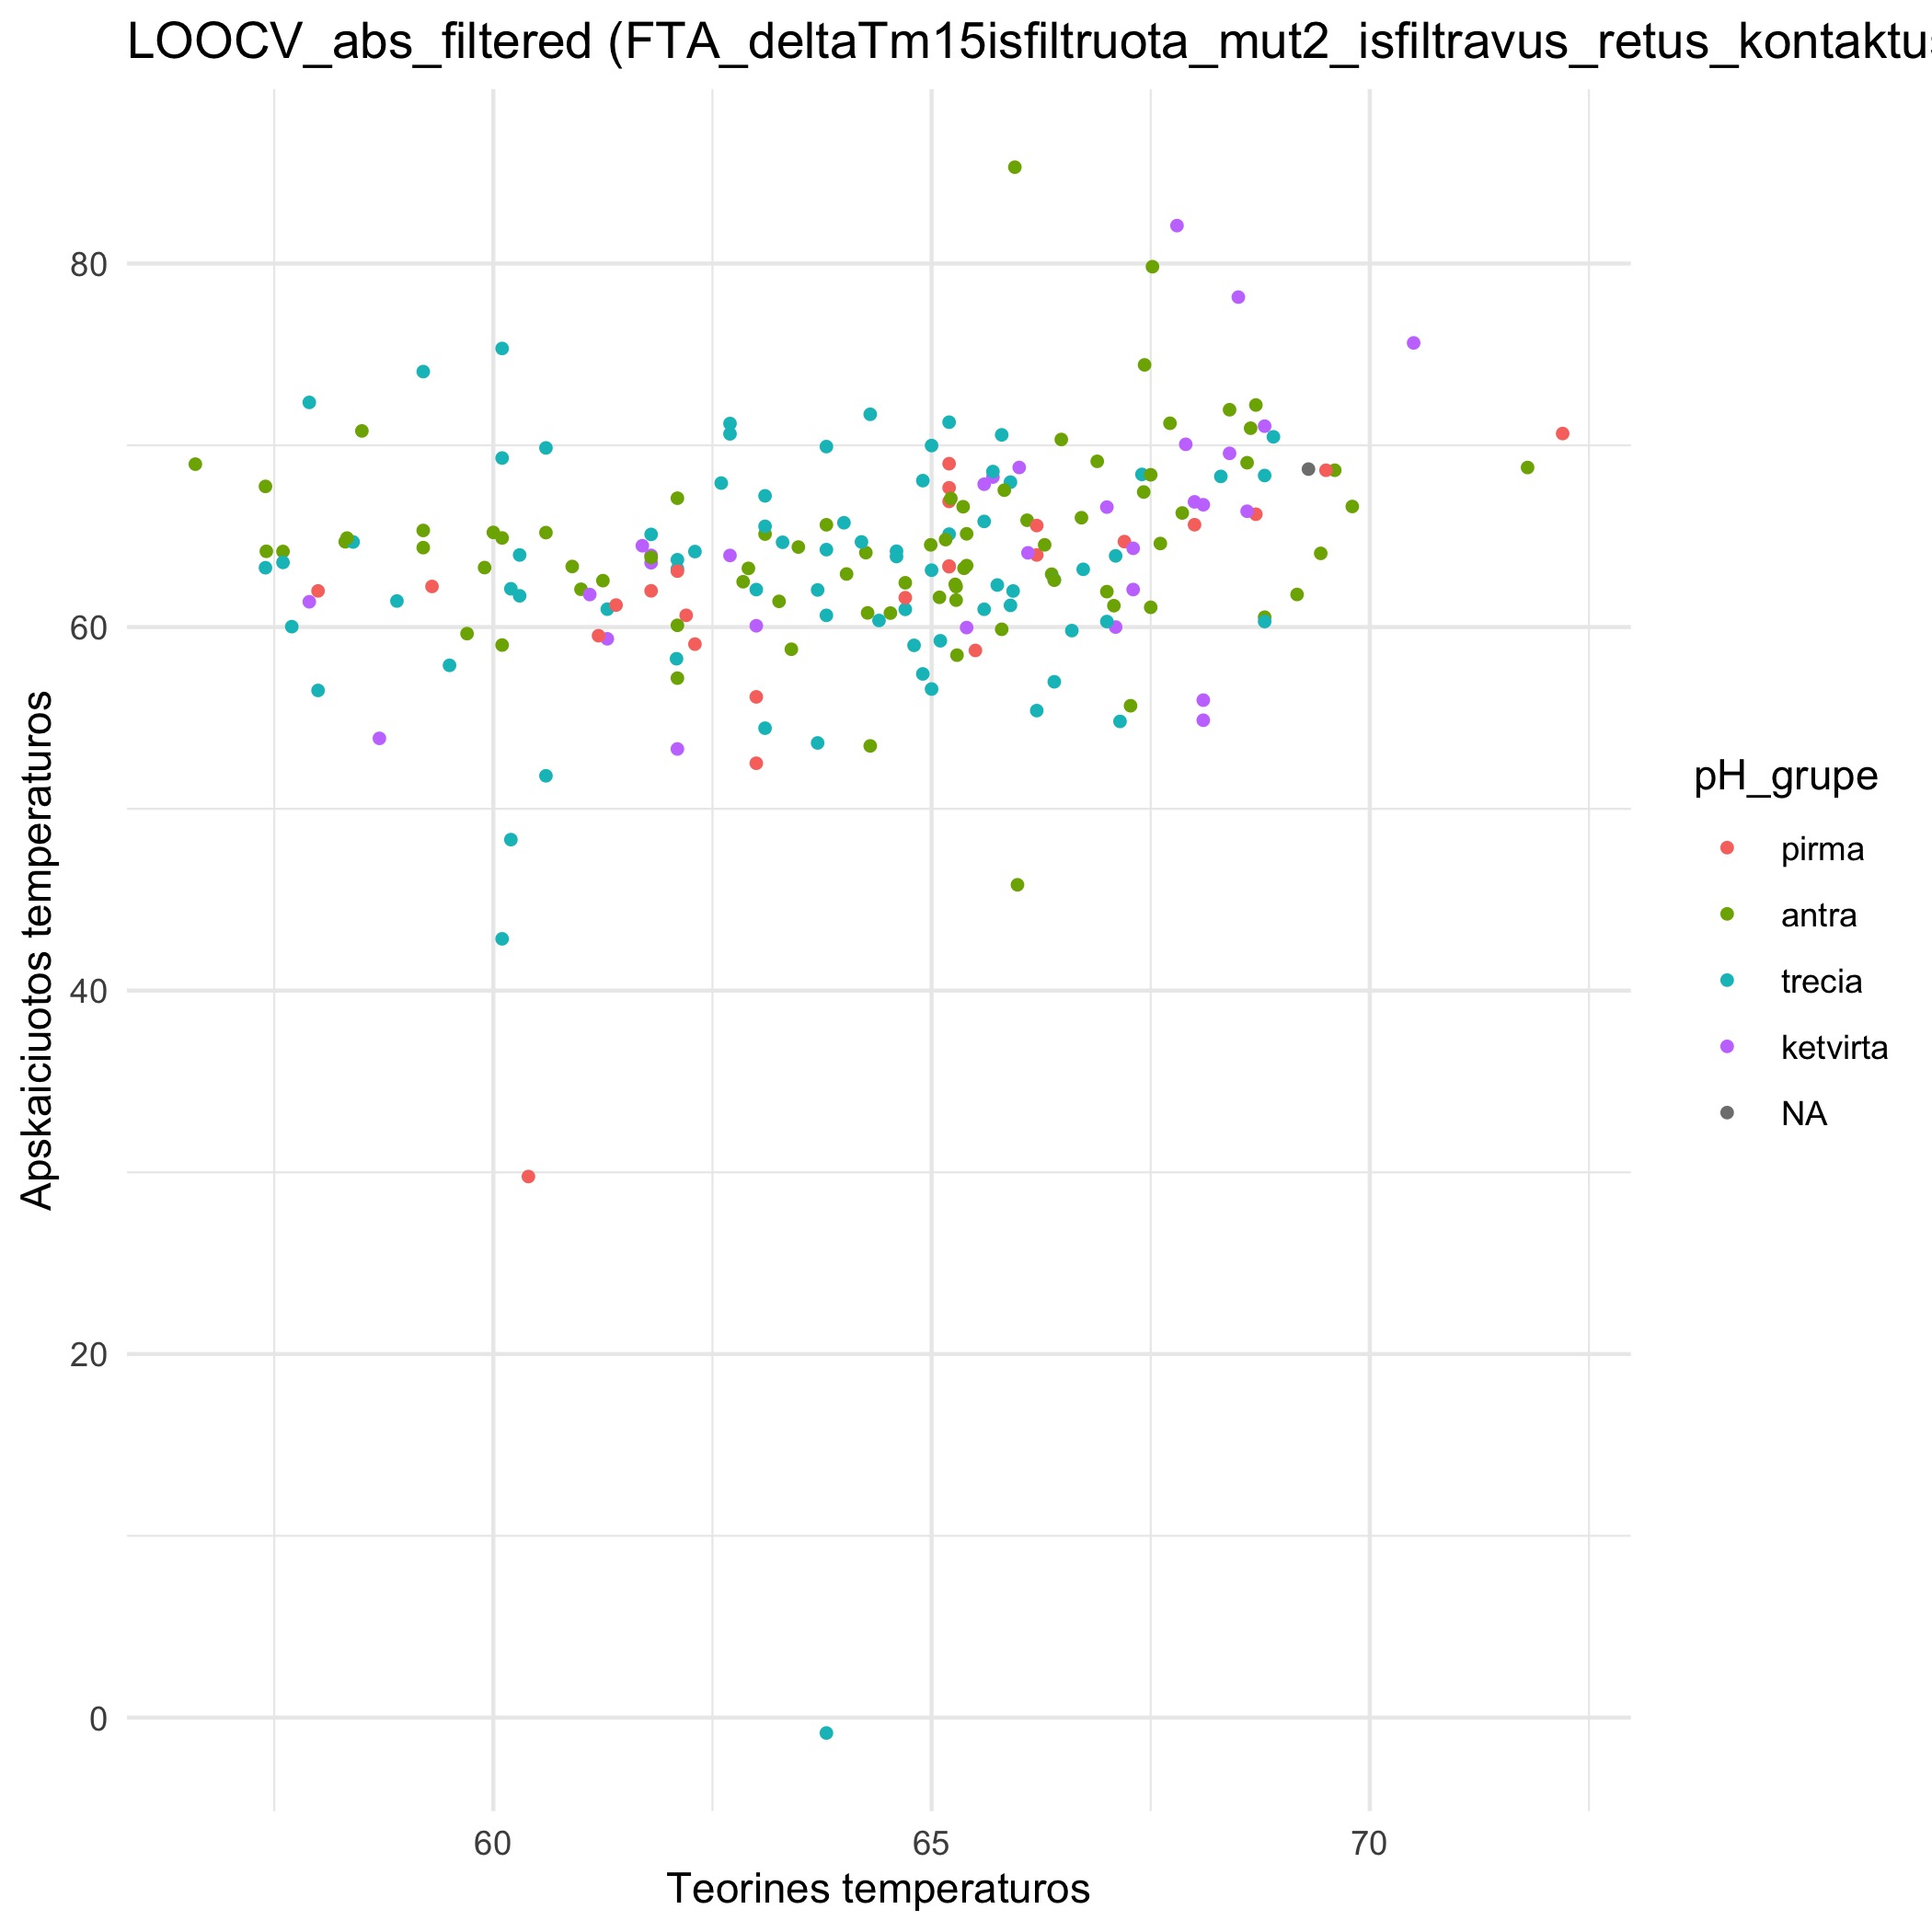 LOOCV_abs_filtered (FTA_deltaTm15isfiltruota_mut2_isfiltravus_retus_kontaktus
80
60
40
20
0
60 65 70
Teorines temperaturos
Apskaiciuotos temperaturos
pH_grupe
pirma
antra
trecia
ketvirta
NA